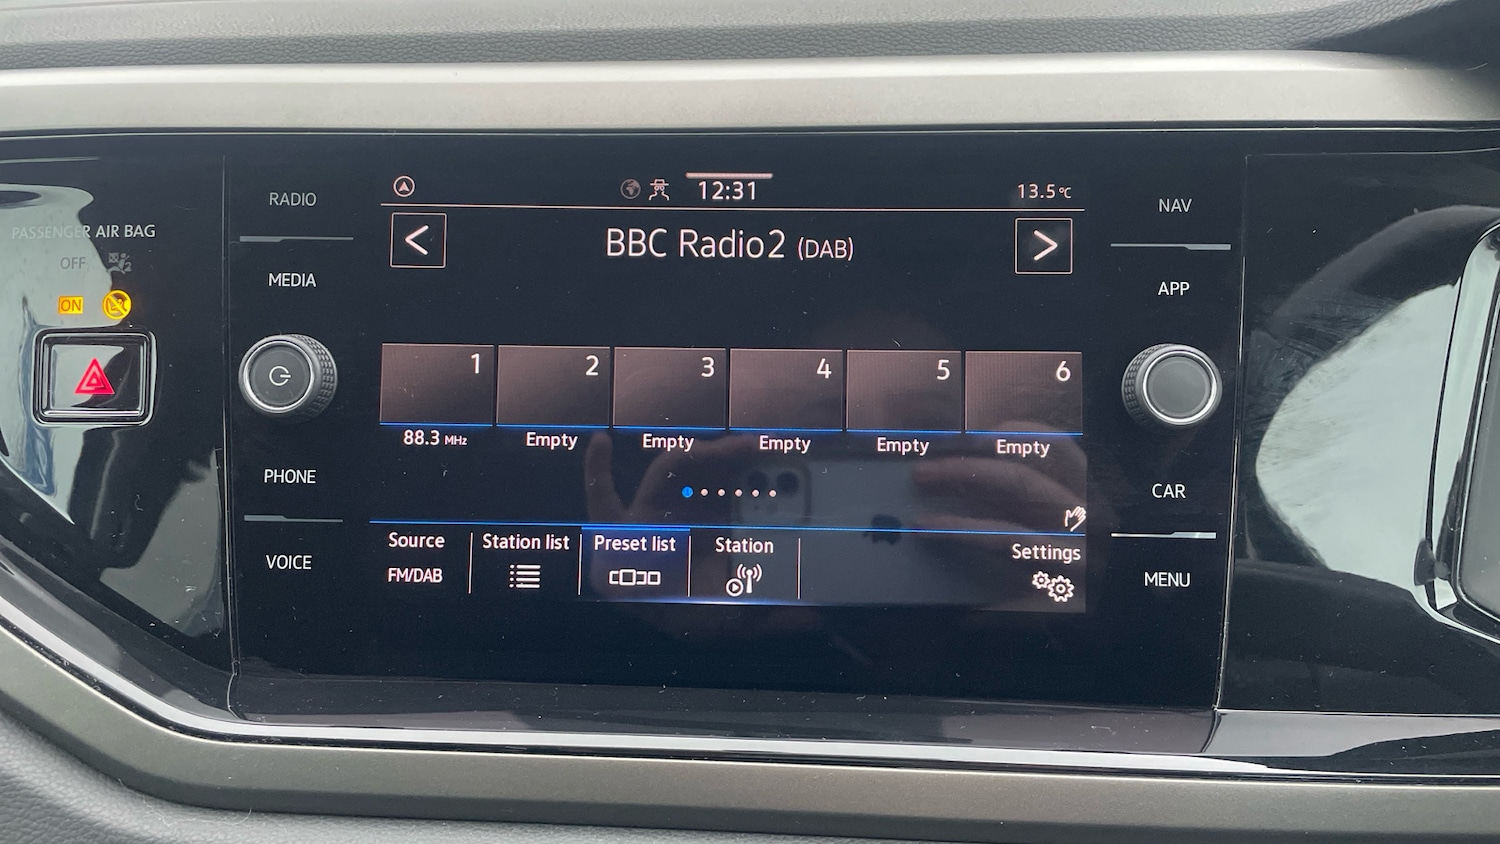 PASSENGER AIR BAG
OFF
ON
RADIO
MEDIA
PHONE
VOICE
12:31
13.5°C
<
BBC Radio2 (DAB)
>
1 2 3 4 5 6
88.3 MHz Empty Empty Empty Empty Empty
Source Station list Preset list Station Settings
FM/DAB
NAV
APP
CAR
MENU